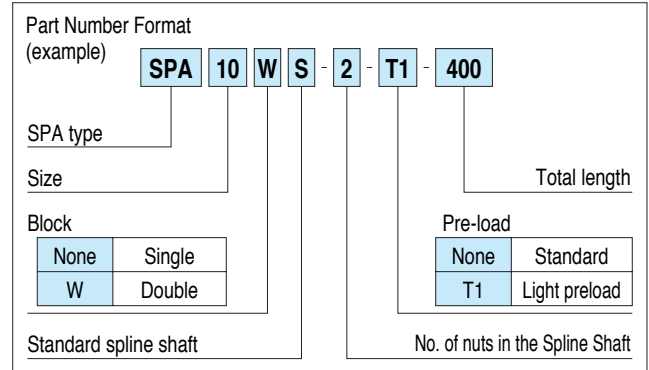 Part Number Format
(example)
SPA 10 W S - 2 - T1 - 400
SPA type
Size
Total length
Block
None Single
W Double
Pre-load
None Standard
T1 Light preload
Standard spline shaft
No. of nuts in the Spline Shaft